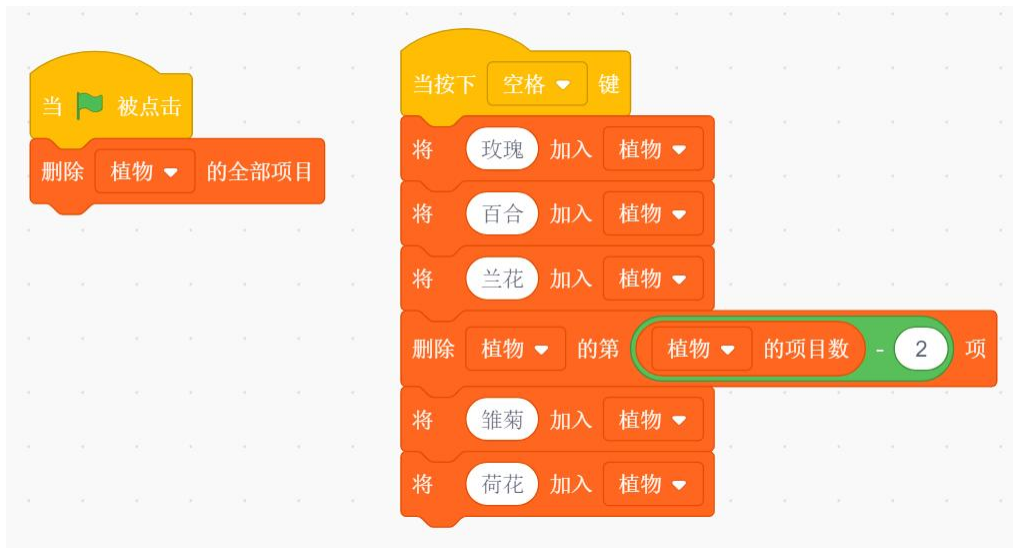 当 被点击
删除 植物 的全部项目
当按下 空格 键
将 玫瑰 加入 植物
将 百合 加入 植物
将 兰花 加入 植物
删除 植物 的第 植物 的项目数 - 2 项
将 雏菊 加入 植物
将 荷花 加入 植物